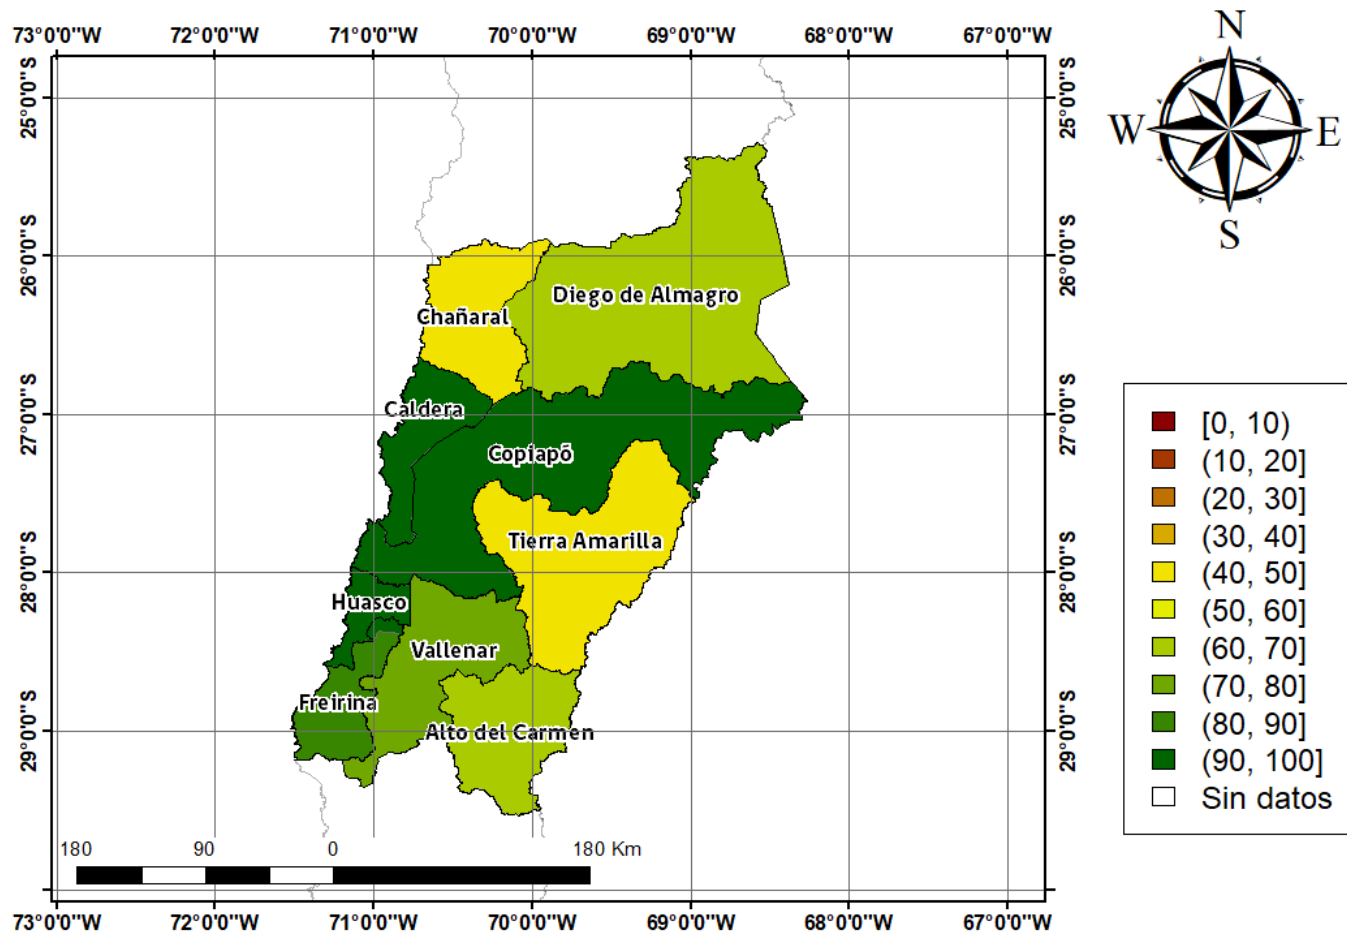 73°0'0"W 72°0'0"W 71°0'0"W 70°0'0"W 69°0'0"W 68°0'0"W 67°0'0"W
N
W E
S
25°0'0"S 25°0'0"S
26°0'0"S 26°0'0"S
27°0'0"S 27°0'0"S
28°0'0"S 28°0'0"S
29°0'0"S 29°0'0"S
Diego de Almagro
Chañaral
Caldera
Copiapó
Tierra Amarilla
Huasco
Vallenar
Freirina
Alto del Carmen
[0, 10)
(10, 20]
(20, 30]
(30, 40]
(40, 50]
(50, 60]
(60, 70]
(70, 80]
(80, 90]
(90, 100]
Sin datos
180 90 0 180 Km
73°0'0"W 72°0'0"W 71°0'0"W 70°0'0"W 69°0'0"W 68°0'0"W 67°0'0"W